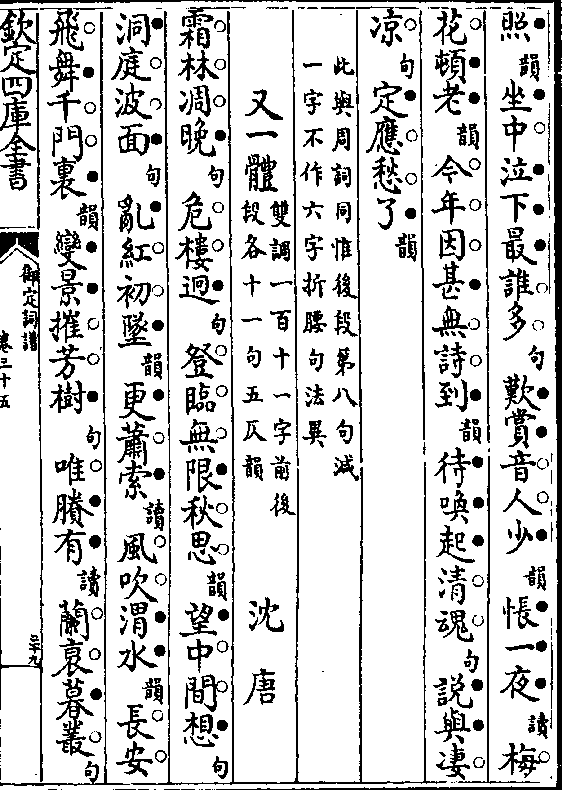 照韻坐中泣下最誰多句歎賞音人少韻悵一夜讀梅
花頓老韻今年因甚無詩到韻待喚起清魂句說與凄
凉句定應愁了韻
此與周詞同惟後段第八句減
一字不作六字折腰句法異
又一體雙調一百十一字前後
段各十一句五仄韻 沈唐
霜林凋晚句危樓迥句登臨無限秋思韻望中閒想句
洞庭波面句亂紅初墜韻更蕭索讀風吹渭水韻長安
飛舞千門裏韻變景摧芳樹句唯賸有讀蘭衰暮叢句
欽定四庫全書
御定詞譜
卷三十五
二十九